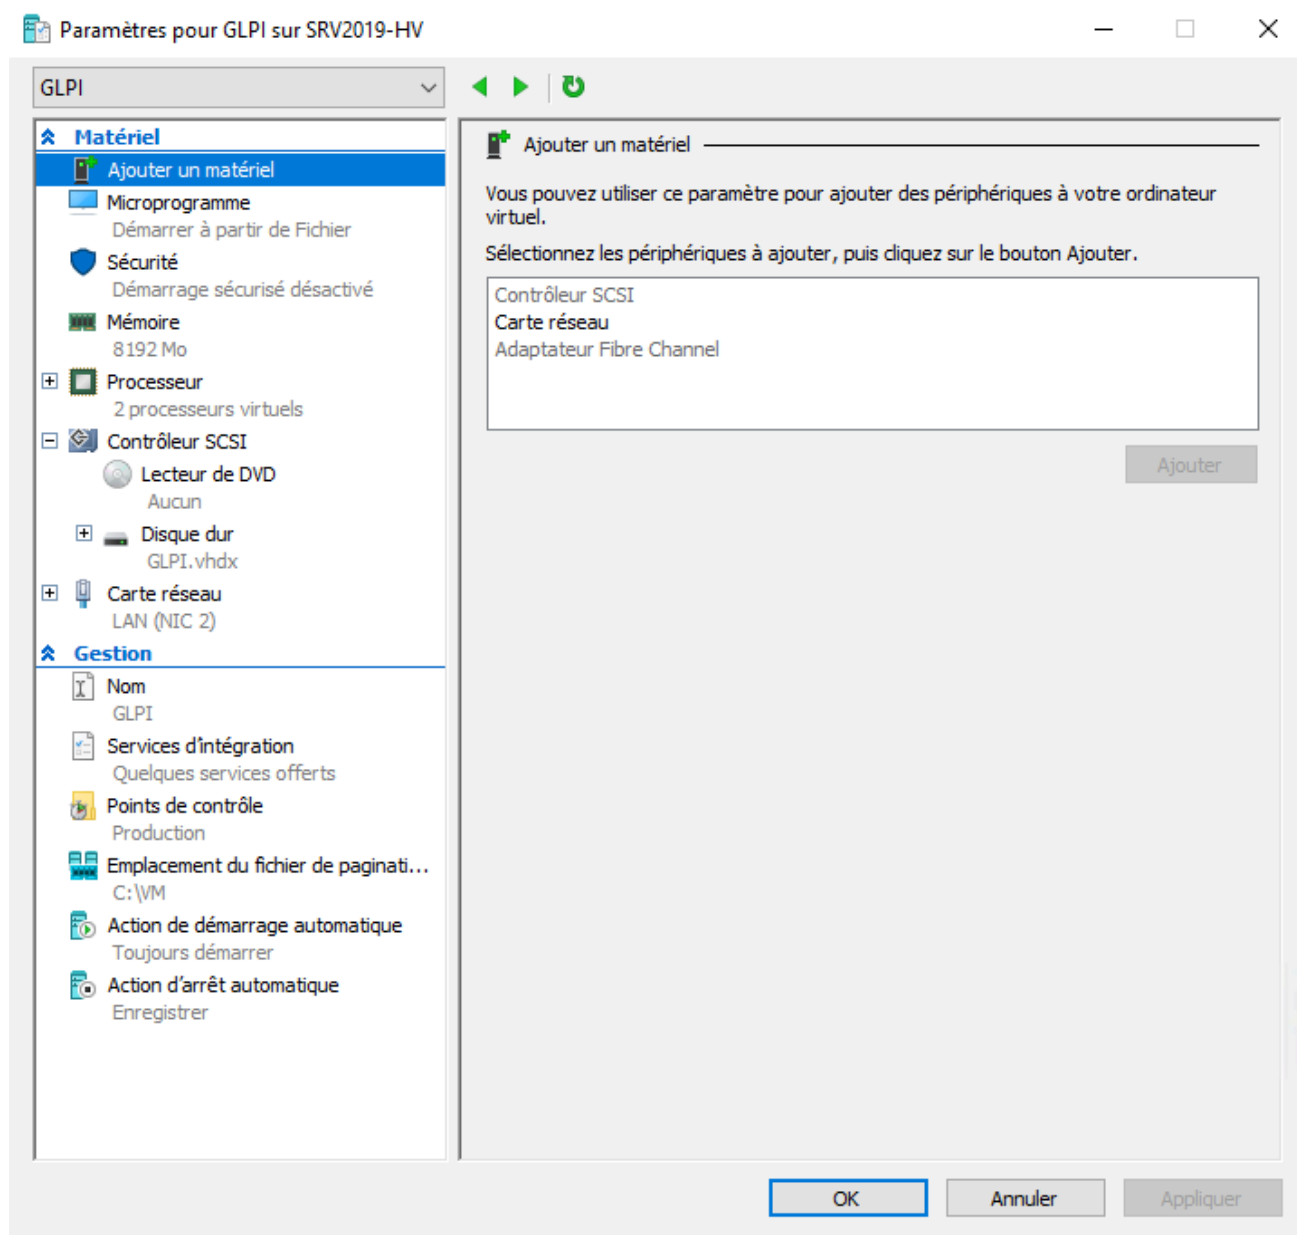 Paramètres pour GLPI sur SRV2019-HV
GLPI
Matériel
Ajouter un matériel
Microprogramme
Démarrer à partir de Fichier
Sécurité
Démarrage sécurisé désactivé
Mémoire
8192 Mo
Processeur
2 processeurs virtuels
Contrôleur SCSI
Lecteur de DVD
Aucun
Disque dur
GLPI.vhdx
Carte réseau
LAN (NIC 2)
Gestion
Nom
GLPI
Services d'intégration
Quelques services offerts
Points de contrôle
Production
Emplacement du fichier de paginati...
C:\VM
Action de démarrage automatique
Toujours démarrer
Action d'arrêt automatique
Enregistrer
Ajouter un matériel
Vous pouvez utiliser ce paramètre pour ajouter des périphériques à votre ordinateur
virtuel.
Sélectionnez les périphériques à ajouter, puis cliquez sur le bouton Ajouter.
Contrôleur SCSI
Carte réseau
Adaptateur Fibre Channel
Ajouter
OK
Annuler
Appliquer